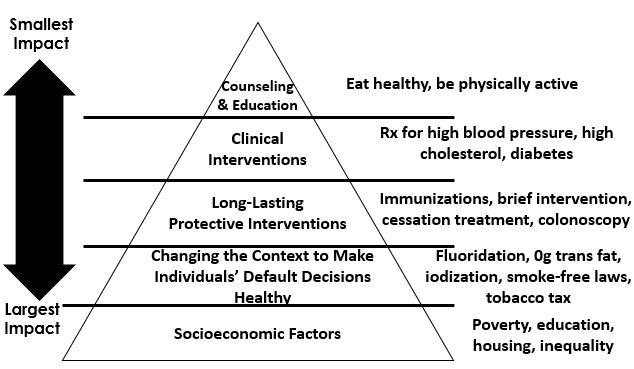 Smallest
Impact
Counseling
& Education
Eat healthy, be physically active
Clinical
Interventions
Rx for high blood pressure, high
cholesterol, diabetes
Long-Lasting
Protective Interventions
Immunizations, brief intervention,
cessation treatment, colonoscopy
Changing the Context to Make
Individuals’ Default Decisions
Healthy
Fluoridation, 0g trans fat,
iodization, smoke-free laws,
tobacco tax
Largest
Impact
Socioeconomic Factors
Poverty, education,
housing, inequality